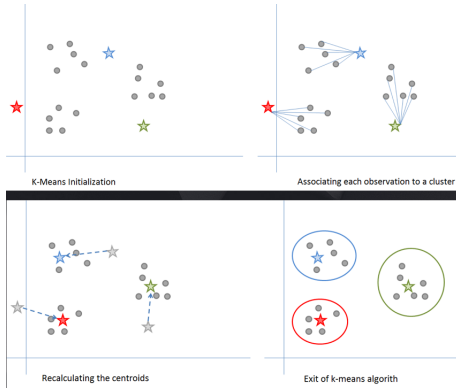 K-Means Initialization
Associating each observation to a cluster
Recalculating the centroids
Exit of k-means algorith